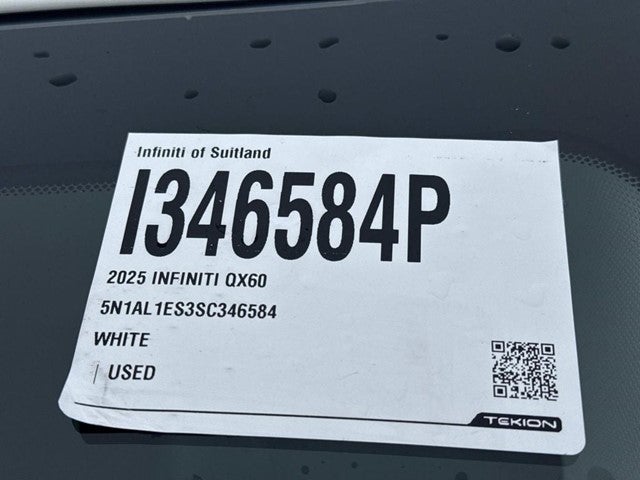 Infiniti of Suitland
I346584P
2025 INFINITI QX60
5N1AL1ES3SC346584
WHITE
| USED
TEKION